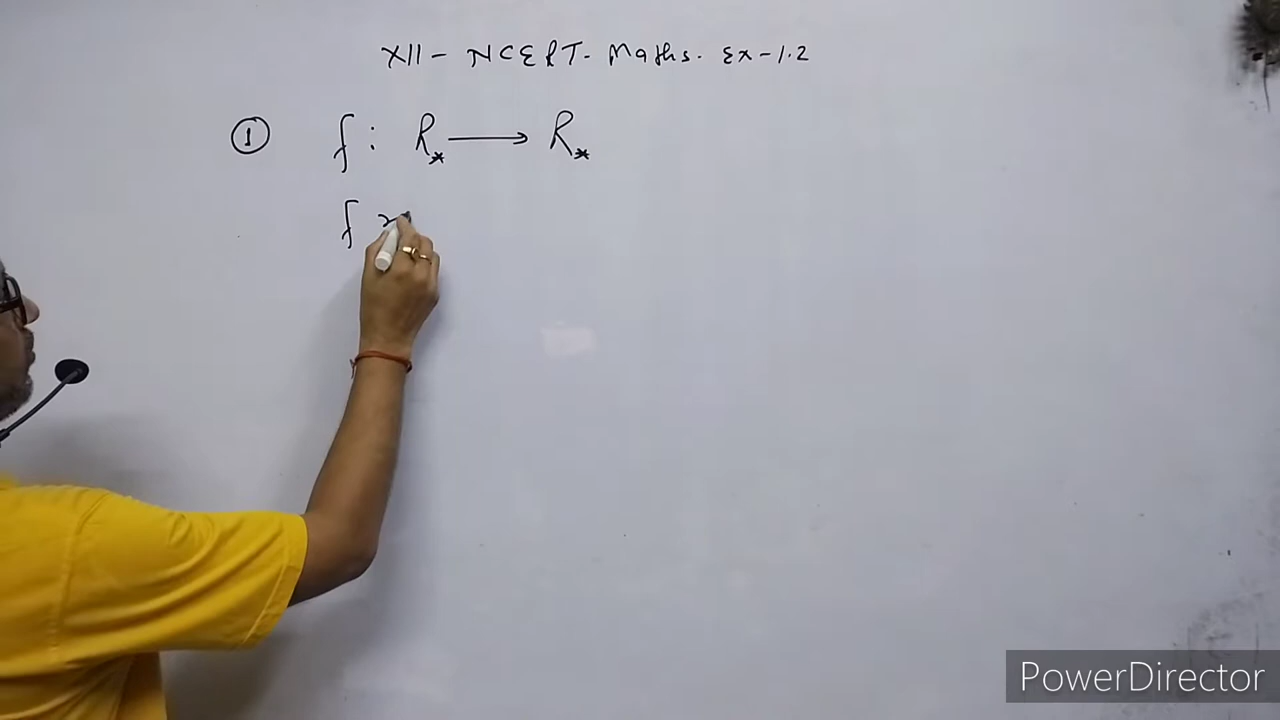 XII - NCERT. Maths. Ex-1.2
① f : R* ⟶ R*
f
PowerDirector